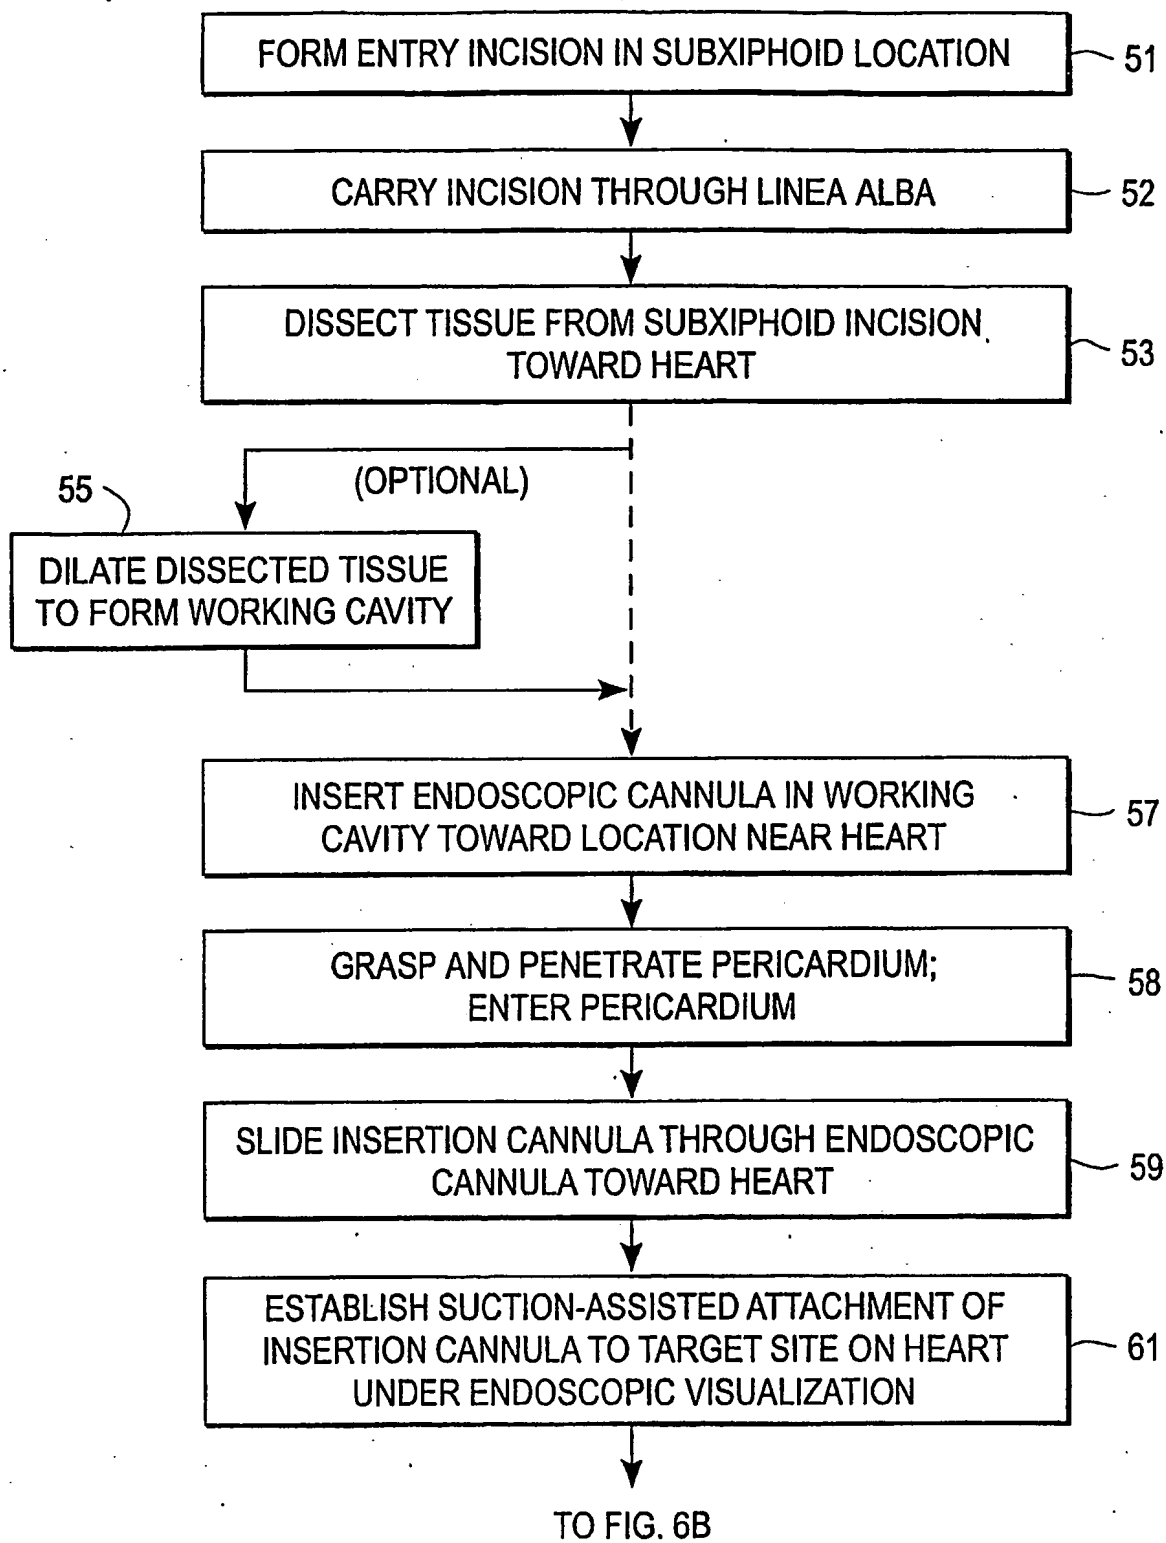 FORM ENTRY INCISION IN SUBXIPHOID LOCATION
51
CARRY INCISION THROUGH LINEA ALBA
52
DISSECT TISSUE FROM SUBXIPHOID INCISION
TOWARD HEART
53
(OPTIONAL)
55
DILATE DISSECTED TISSUE
TO FORM WORKING CAVITY
INSERT ENDOSCOPIC CANNULA IN WORKING
CAVITY TOWARD LOCATION NEAR HEART
57
GRASP AND PENETRATE PERICARDIUM;
ENTER PERICARDIUM
58
SLIDE INSERTION CANNULA THROUGH ENDOSCOPIC
CANNULA TOWARD HEART
59
ESTABLISH SUCTION-ASSISTED ATTACHMENT OF
INSERTION CANNULA TO TARGET SITE ON HEART
UNDER ENDOSCOPIC VISUALIZATION
61
TO FIG. 6B